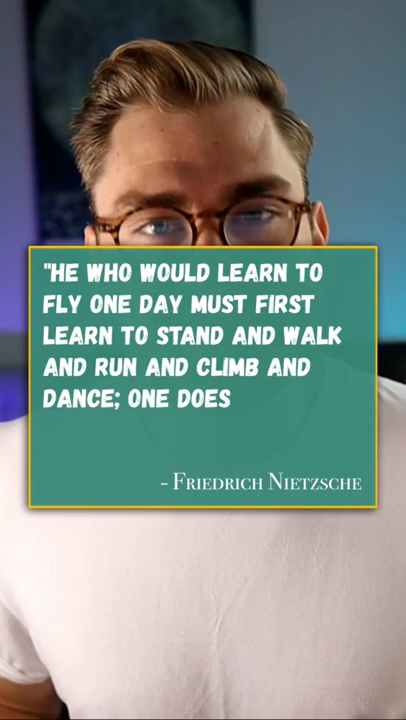 "HE WHO WOULD LEARN TO
FLY ONE DAY MUST FIRST
LEARN TO STAND AND WALK
AND RUN AND CLIMB AND
DANCE; ONE DOES
- FRIEDRICH NIETZSCHE